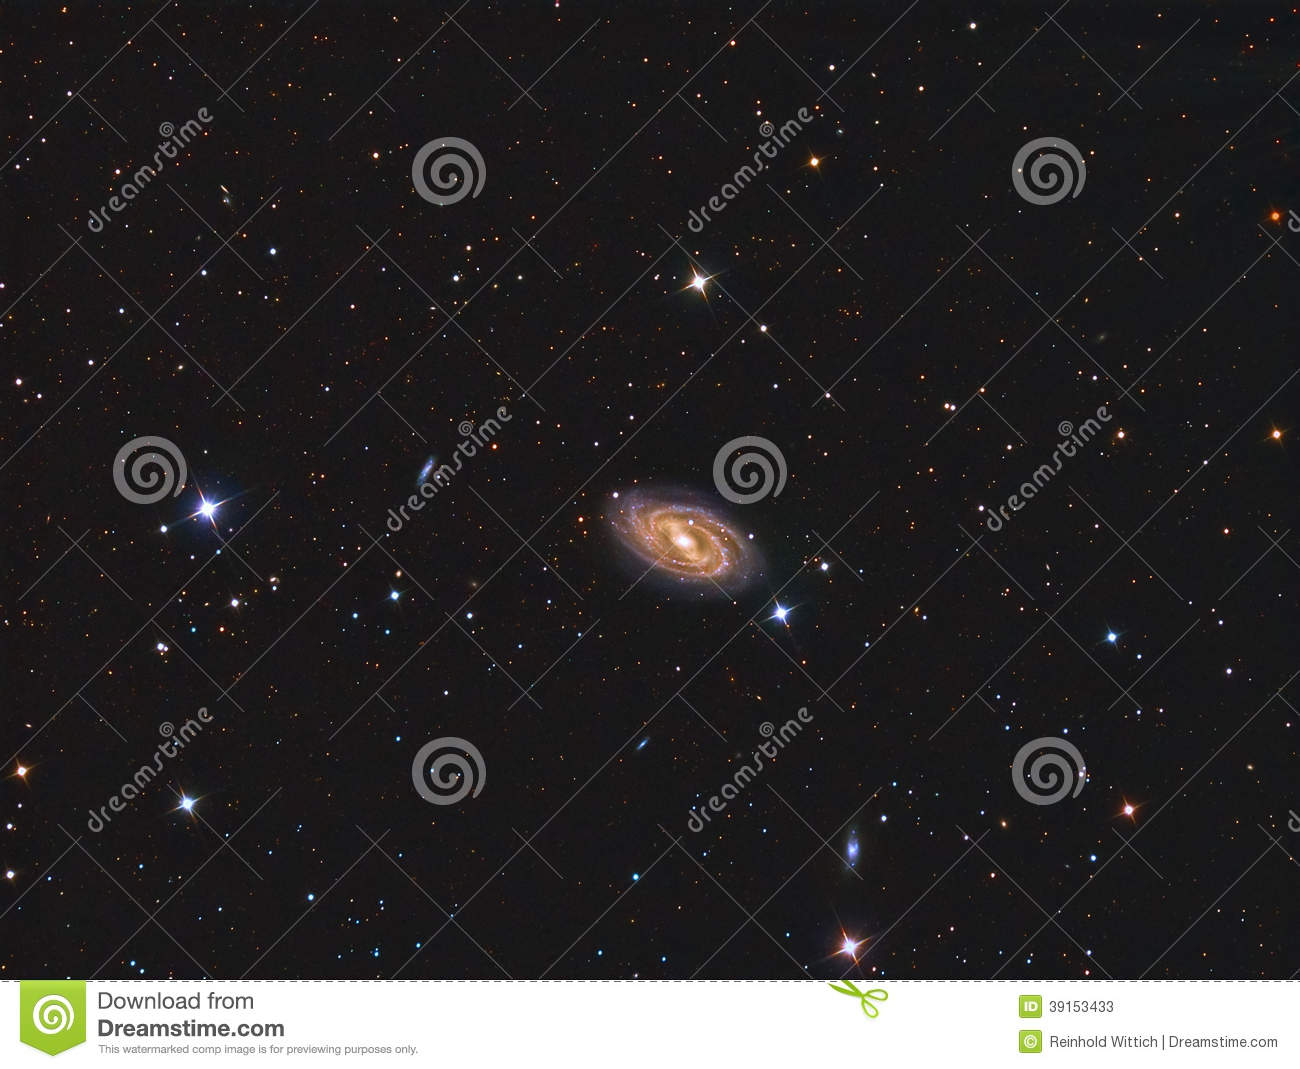 dreamstime.
dreamstime.
dreamstime.
dreamstime.
dreamstime.
dreamstime.
Download from
Dreamstime.com
This watermarked comp image is for previewing purposes only.
ID 39153433
© Reinhold Wittich | Dreamstime.com